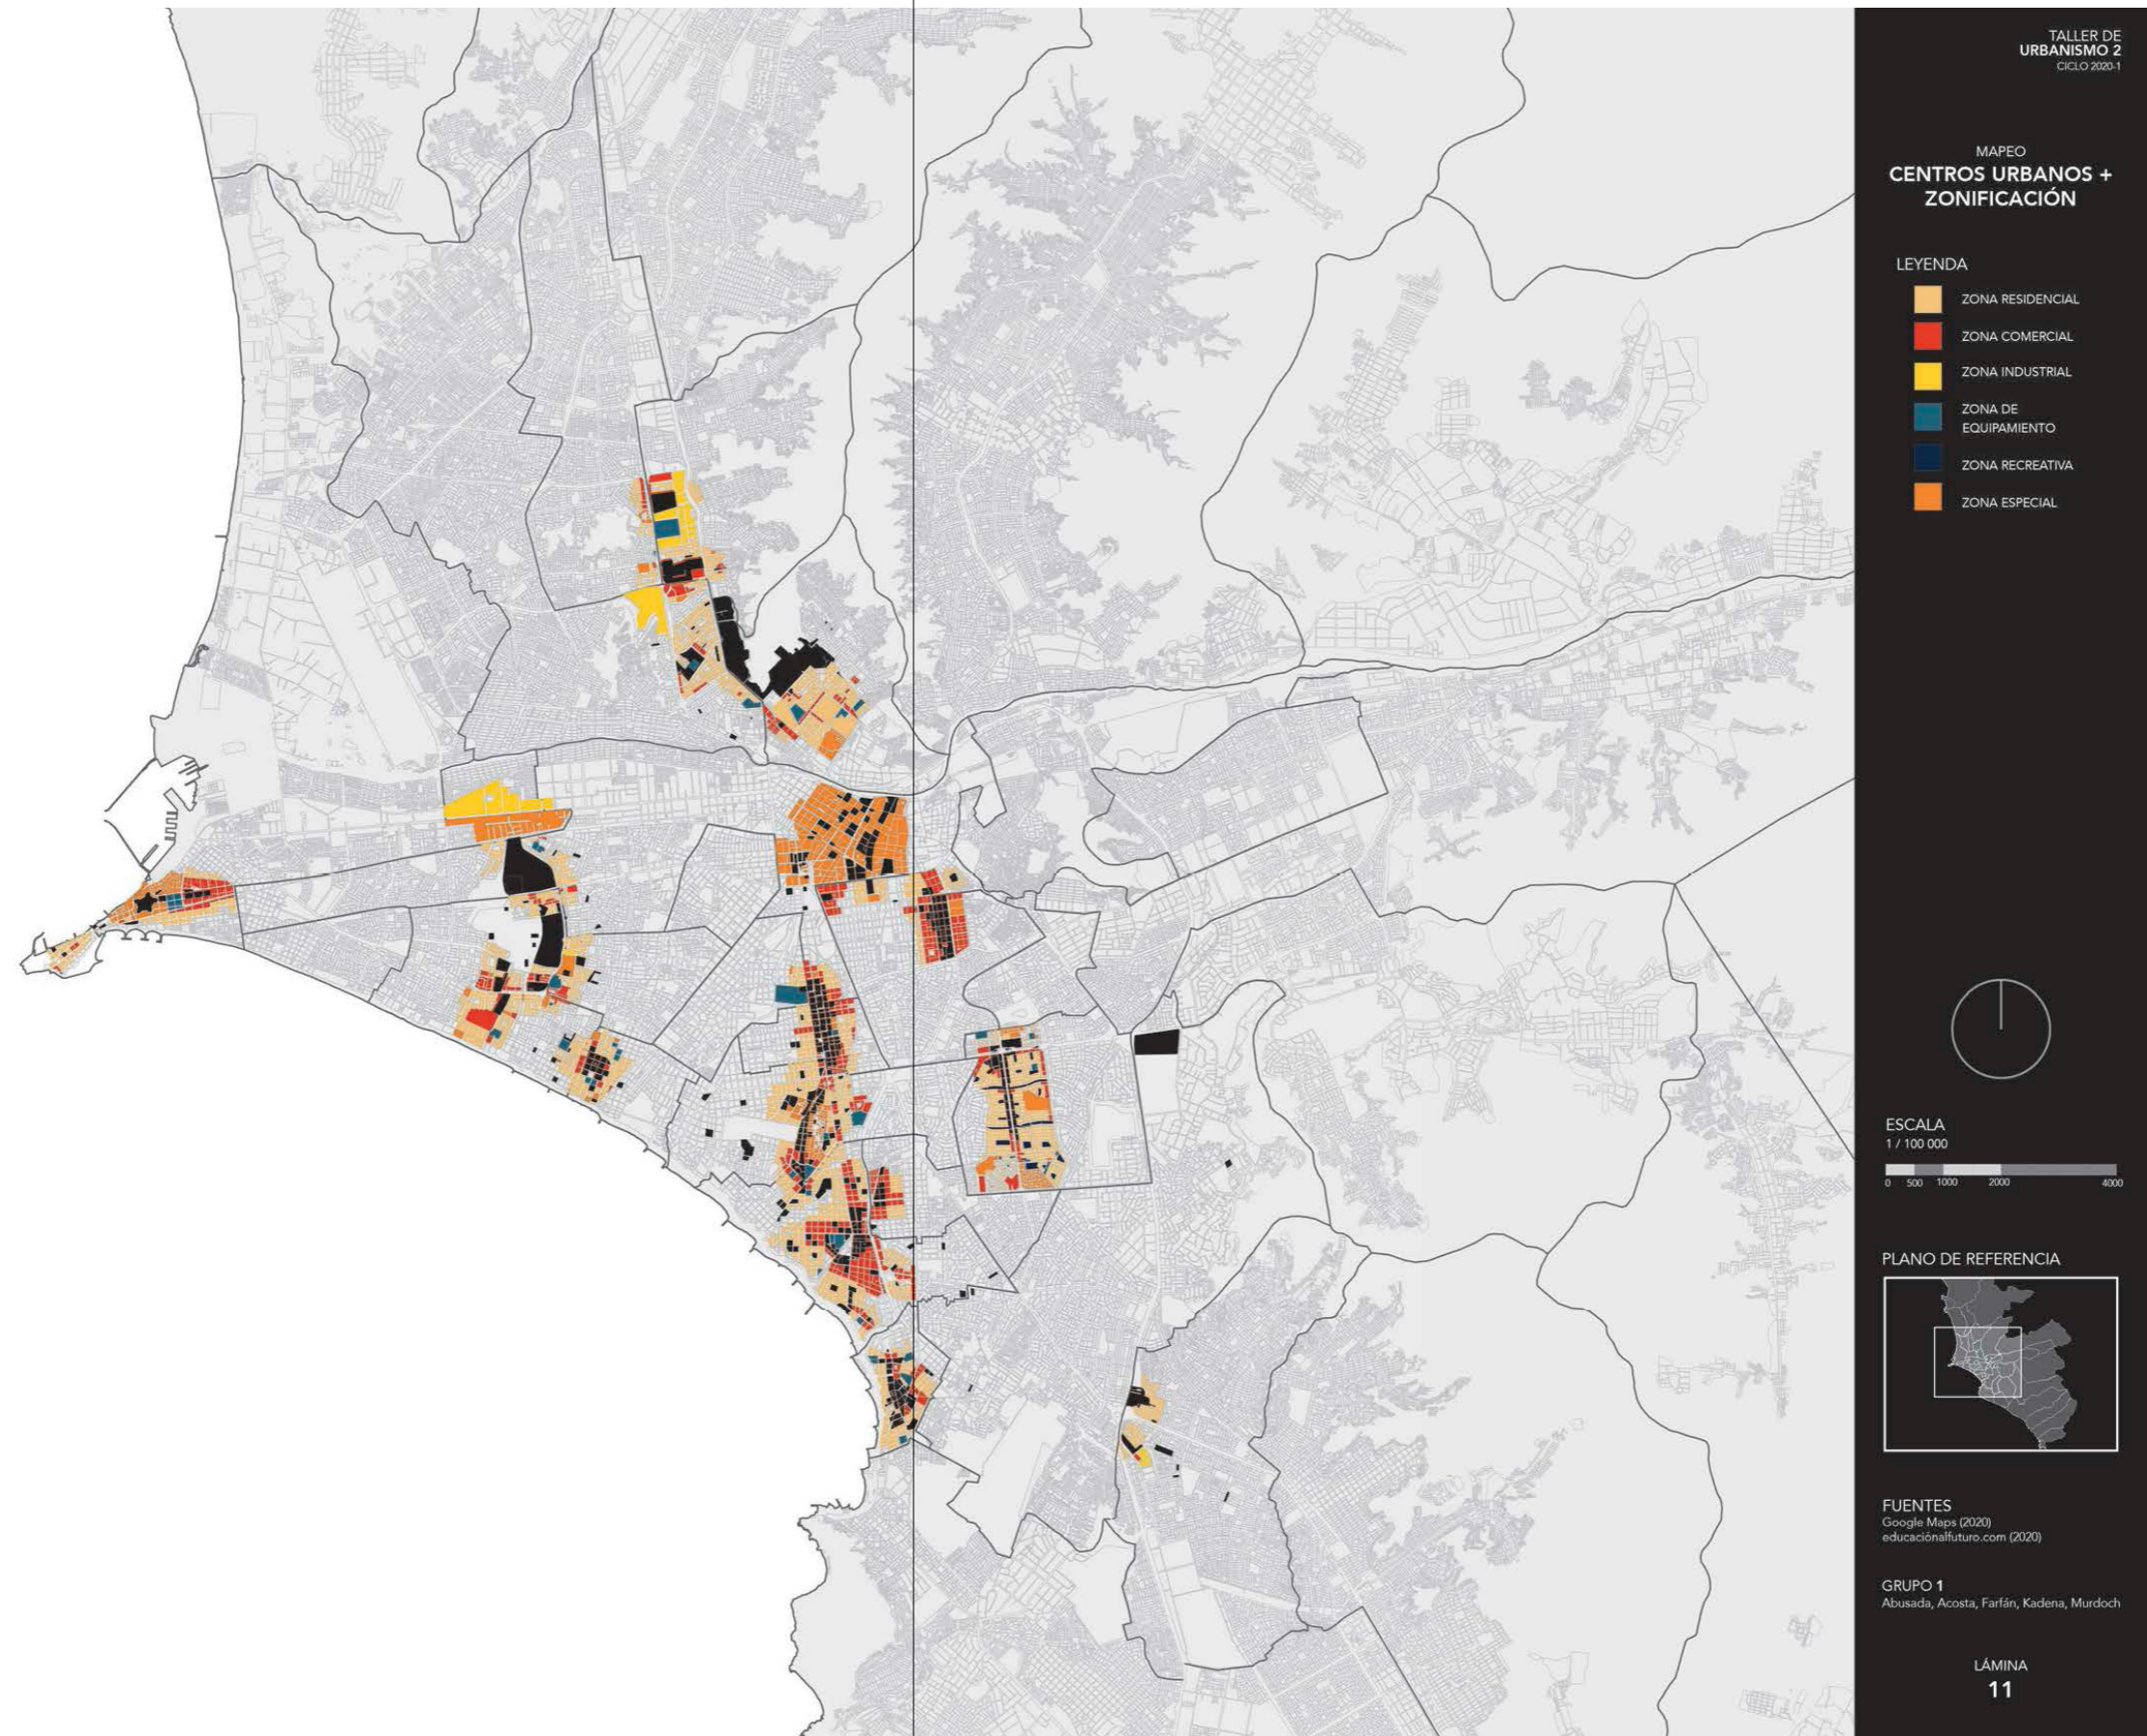 TALLER DE
URBANISMO 2
CICLO 2020-1
MAPEO
CENTROS URBANOS +
ZONIFICACIÓN
LEYENDA
ZONA RESIDENCIAL
ZONA COMERCIAL
ZONA INDUSTRIAL
ZONA DE
EQUIPAMIENTO
ZONA RECREATIVA
ZONA ESPECIAL
ESCALA
1 / 100 000
0 500 1000 2000 4000
PLANO DE REFERENCIA
FUENTES
Google Maps (2020)
educaciónalfuturo.com (2020)
GRUPO 1
Abusada, Acosta, Farfán, Kadena, Murdoch
LÁMINA
11